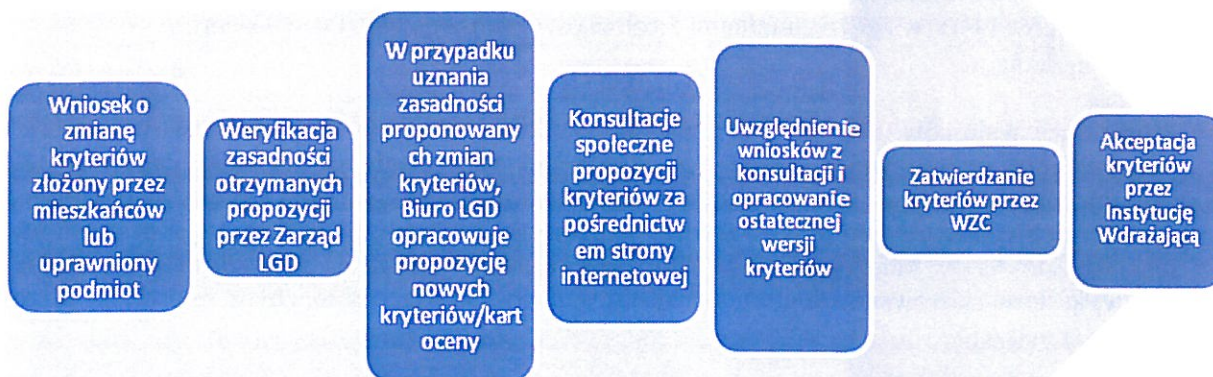 Wniosek o
zmianę
kryteriów
złożony przez
mieszkańców
lub
uprawniony
podmiot
Weryfikacja
zasadności
otrzymanych
propozycji
przez Zarząd
LGD
W przypadku
uznania
zasadności
proponowany
ch zmian
kryteriów,
Biuro LGD
opracowuje
propozycję
nowych
kryteriów/kart
oceny
Konsultacje
społeczne
propozycji
kryteriów za
pośrednictw
em strony
internetowej
Uwzględnienie
wniosków z
konsultacji i
opracowanie
ostatecznej
wersji
kryteriów
Zatwierdzanie
kryteriów przez
WZC
Akceptacja
kryteriów
przez
Instytucję
Wdrażającą